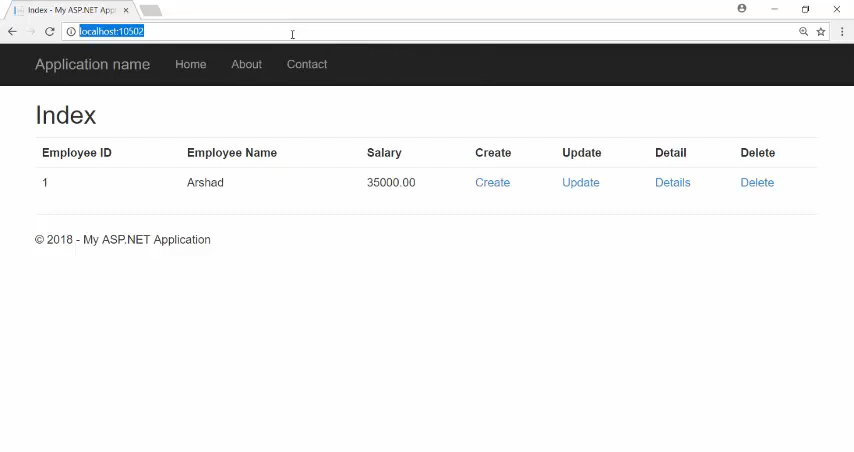 Index - My ASP.NET Appl
localhost:10502
Application name Home About Contact
Index
Employee ID Employee Name Salary Create Update Detail Delete
1 Arshad 35000.00 Create Update Details Delete
© 2018 - My ASP.NET Application